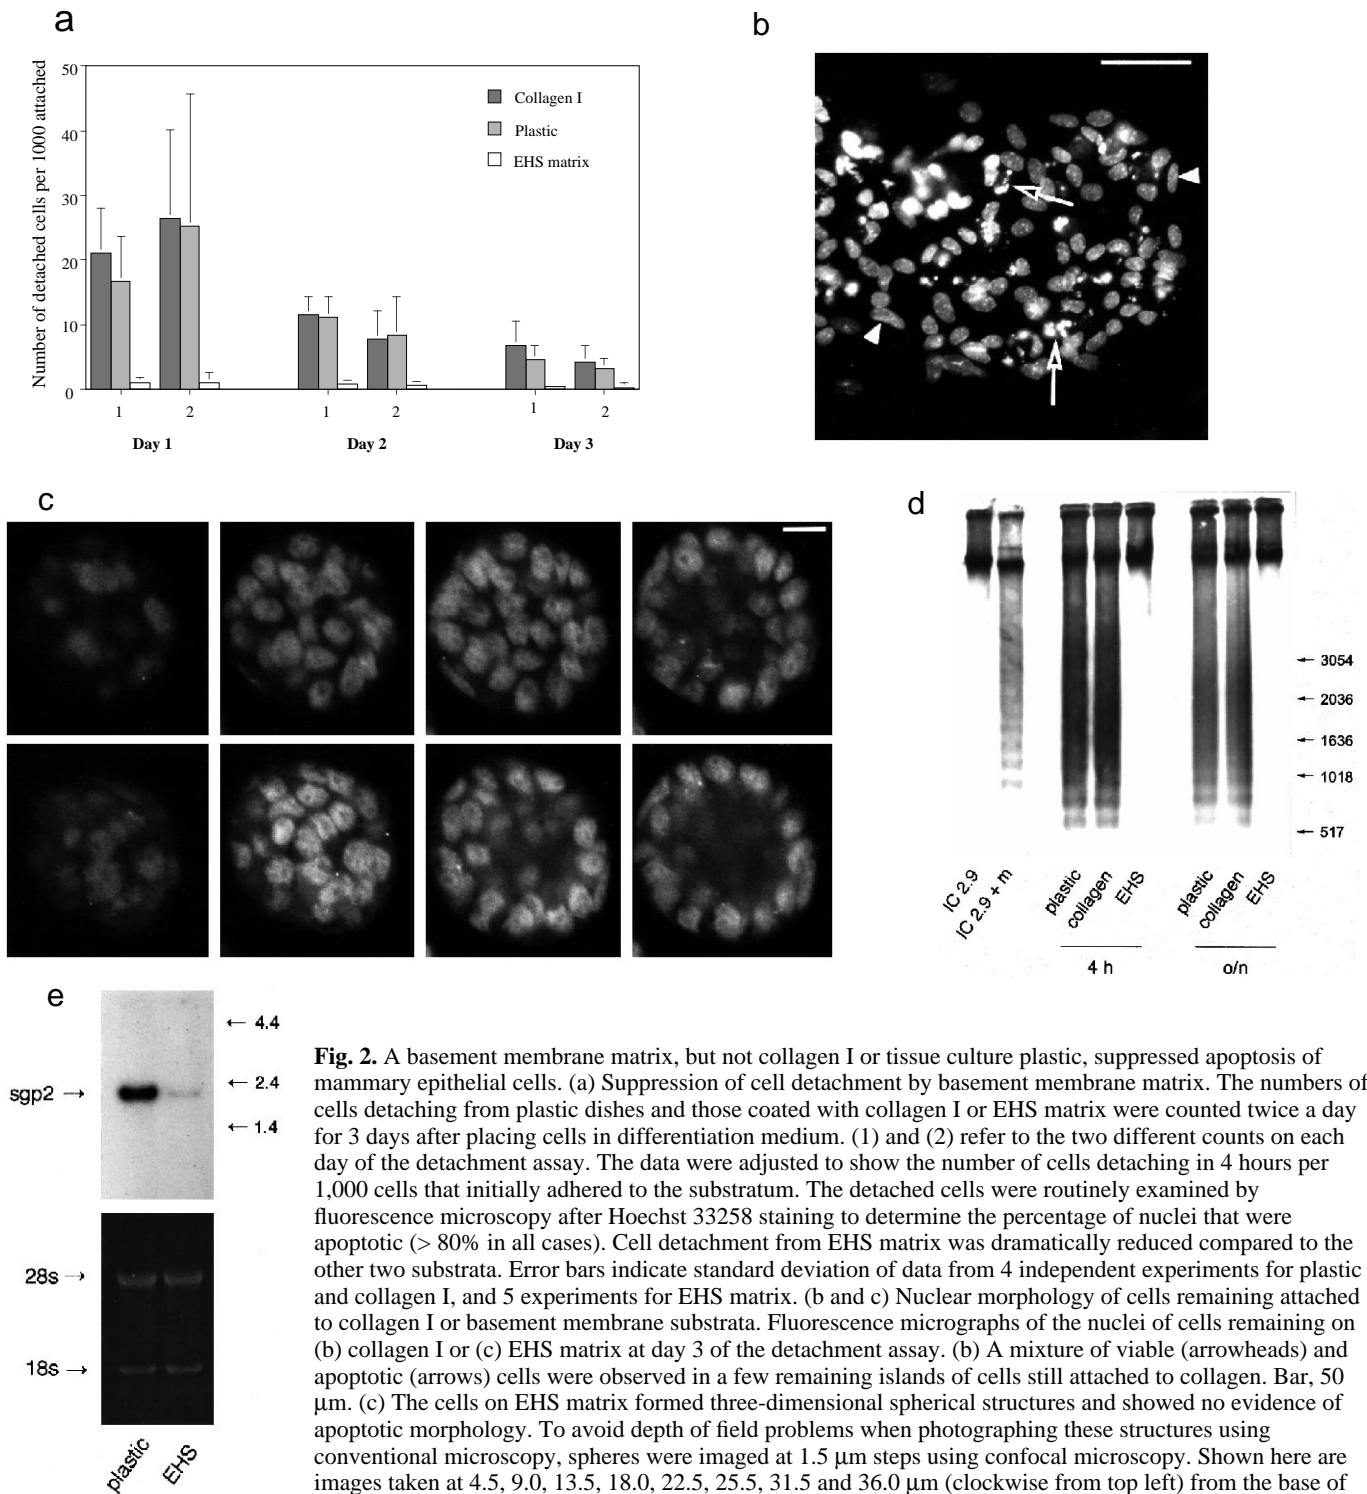 a
50
40
30
20
10
0
Number of detached cells per 1000 attached
Collagen I
Plastic
EHS matrix
1
2
1
2
1
2
Day 1
Day 2
Day 3
b
c
d
3054
2036
1636
1018
517
IC 2.9
IC 2.9 + m
plastic
collagen
EHS
plastic
collagen
EHS
4 h
o/n
e
sgp2
4.4
2.4
1.4
28s
18s
plastic
EHS
Fig. 2. A basement membrane matrix, but not collagen I or tissue culture plastic, suppressed apoptosis of
mammary epithelial cells. (a) Suppression of cell detachment by basement membrane matrix. The numbers of
cells detaching from plastic dishes and those coated with collagen I or EHS matrix were counted twice a day
for 3 days after placing cells in differentiation medium. (1) and (2) refer to the two different counts on each
day of the detachment assay. The data were adjusted to show the number of cells detaching in 4 hours per
1,000 cells that initially adhered to the substratum. The detached cells were routinely examined by
fluorescence microscopy after Hoechst 33258 staining to determine the percentage of nuclei that were
apoptotic (> 80% in all cases). Cell detachment from EHS matrix was dramatically reduced compared to the
other two substrata. Error bars indicate standard deviation of data from 4 independent experiments for plastic
and collagen I, and 5 experiments for EHS matrix. (b and c) Nuclear morphology of cells remaining attached
to collagen I or basement membrane substrata. Fluorescence micrographs of the nuclei of cells remaining on
(b) collagen I or (c) EHS matrix at day 3 of the detachment assay. (b) A mixture of viable (arrowheads) and
apoptotic (arrows) cells were observed in a few remaining islands of cells still attached to collagen. Bar, 50
μm. (c) The cells on EHS matrix formed three-dimensional spherical structures and showed no evidence of
apoptotic morphology. To avoid depth of field problems when photographing these structures using
conventional microscopy, spheres were imaged at 1.5 μm steps using confocal microscopy. Shown here are
images taken at 4.5, 9.0, 13.5, 18.0, 22.5, 25.5, 31.5 and 36.0 μm (clockwise from top left) from the base of